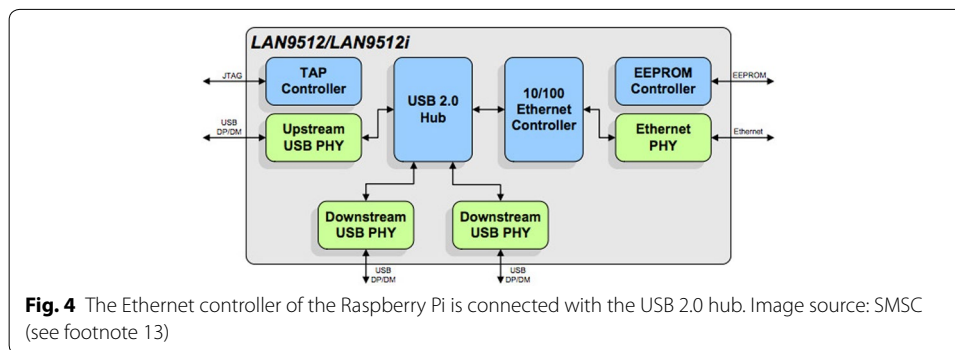 LAN9512/LAN9512i
JTAG
TAP
Controller
USB 2.0
Hub
10/100
Ethernet
Controller
EEPROM
Controller
EEPROM
USB
DP/DM
Upstream
USB PHY
Ethernet
PHY
Ethernet
Downstream
USB PHY
Downstream
USB PHY
USB
DP/DM
USB
DP/DM
Fig. 4 The Ethernet controller of the Raspberry Pi is connected with the USB 2.0 hub. Image source: SMSC
(see footnote 13)